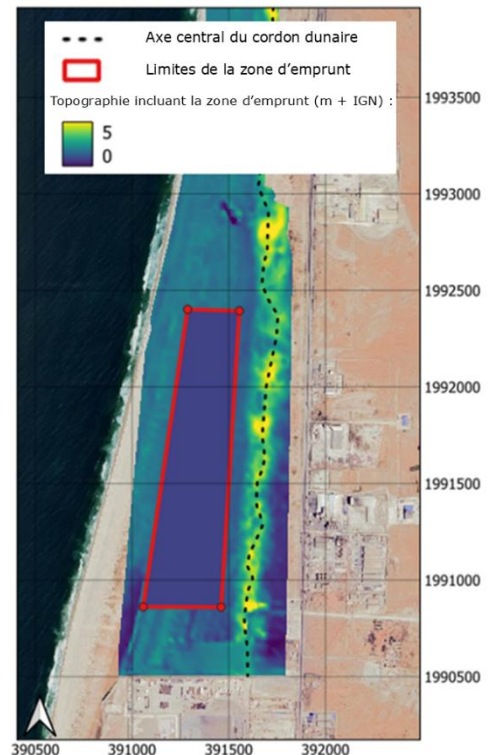 Axe central du cordon dunaire
Limites de la zone d'emprunt
Topographie incluant la zone d'emprunt (m + IGN) :
5
0
1993500
1993000
1992500
1992000
1991500
1991000
1990500
390500 391000 391500 392000